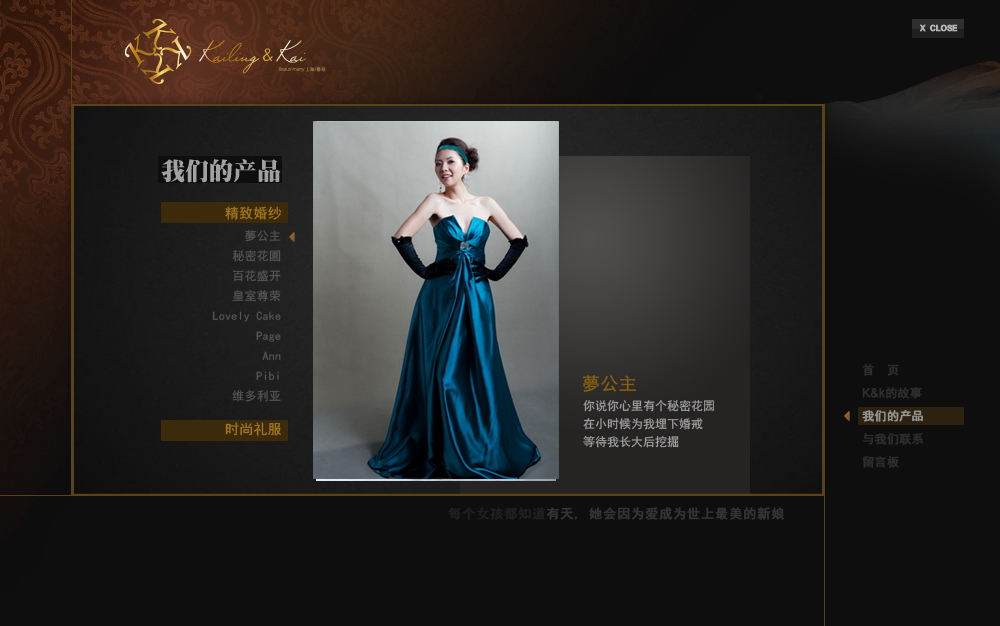 X CLOSE
Kailing & Kai
我们的产品
精致婚纱
夢公主
秘密花園
百花盛开
皇室尊荣
Lovely Cake
Page
Ann
Pibi
维多利亚
时尚礼服
夢公主
你说你心里有个秘密花园
在小时候为我埋下婚戒
等待我长大后挖掘
首 页
K&k的故事
我们的产品
与我们联系
留言板
每个女孩都知道有天, 她会因为爱成为世上最美的新娘